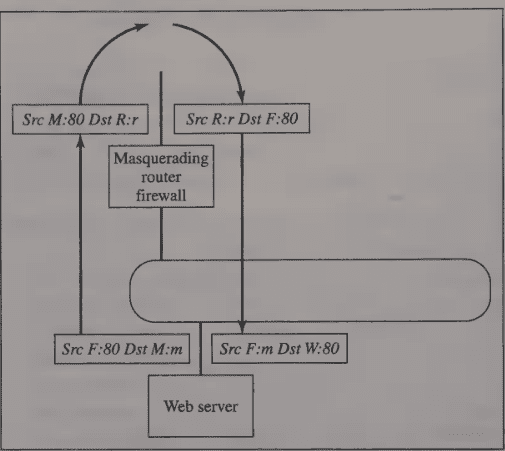 Src M:80 Dst R:r
Src R:r Dst F:80
Masquerading
router
firewall
Src F:80 Dst M:m
Src F:m Dst W:80
Web server